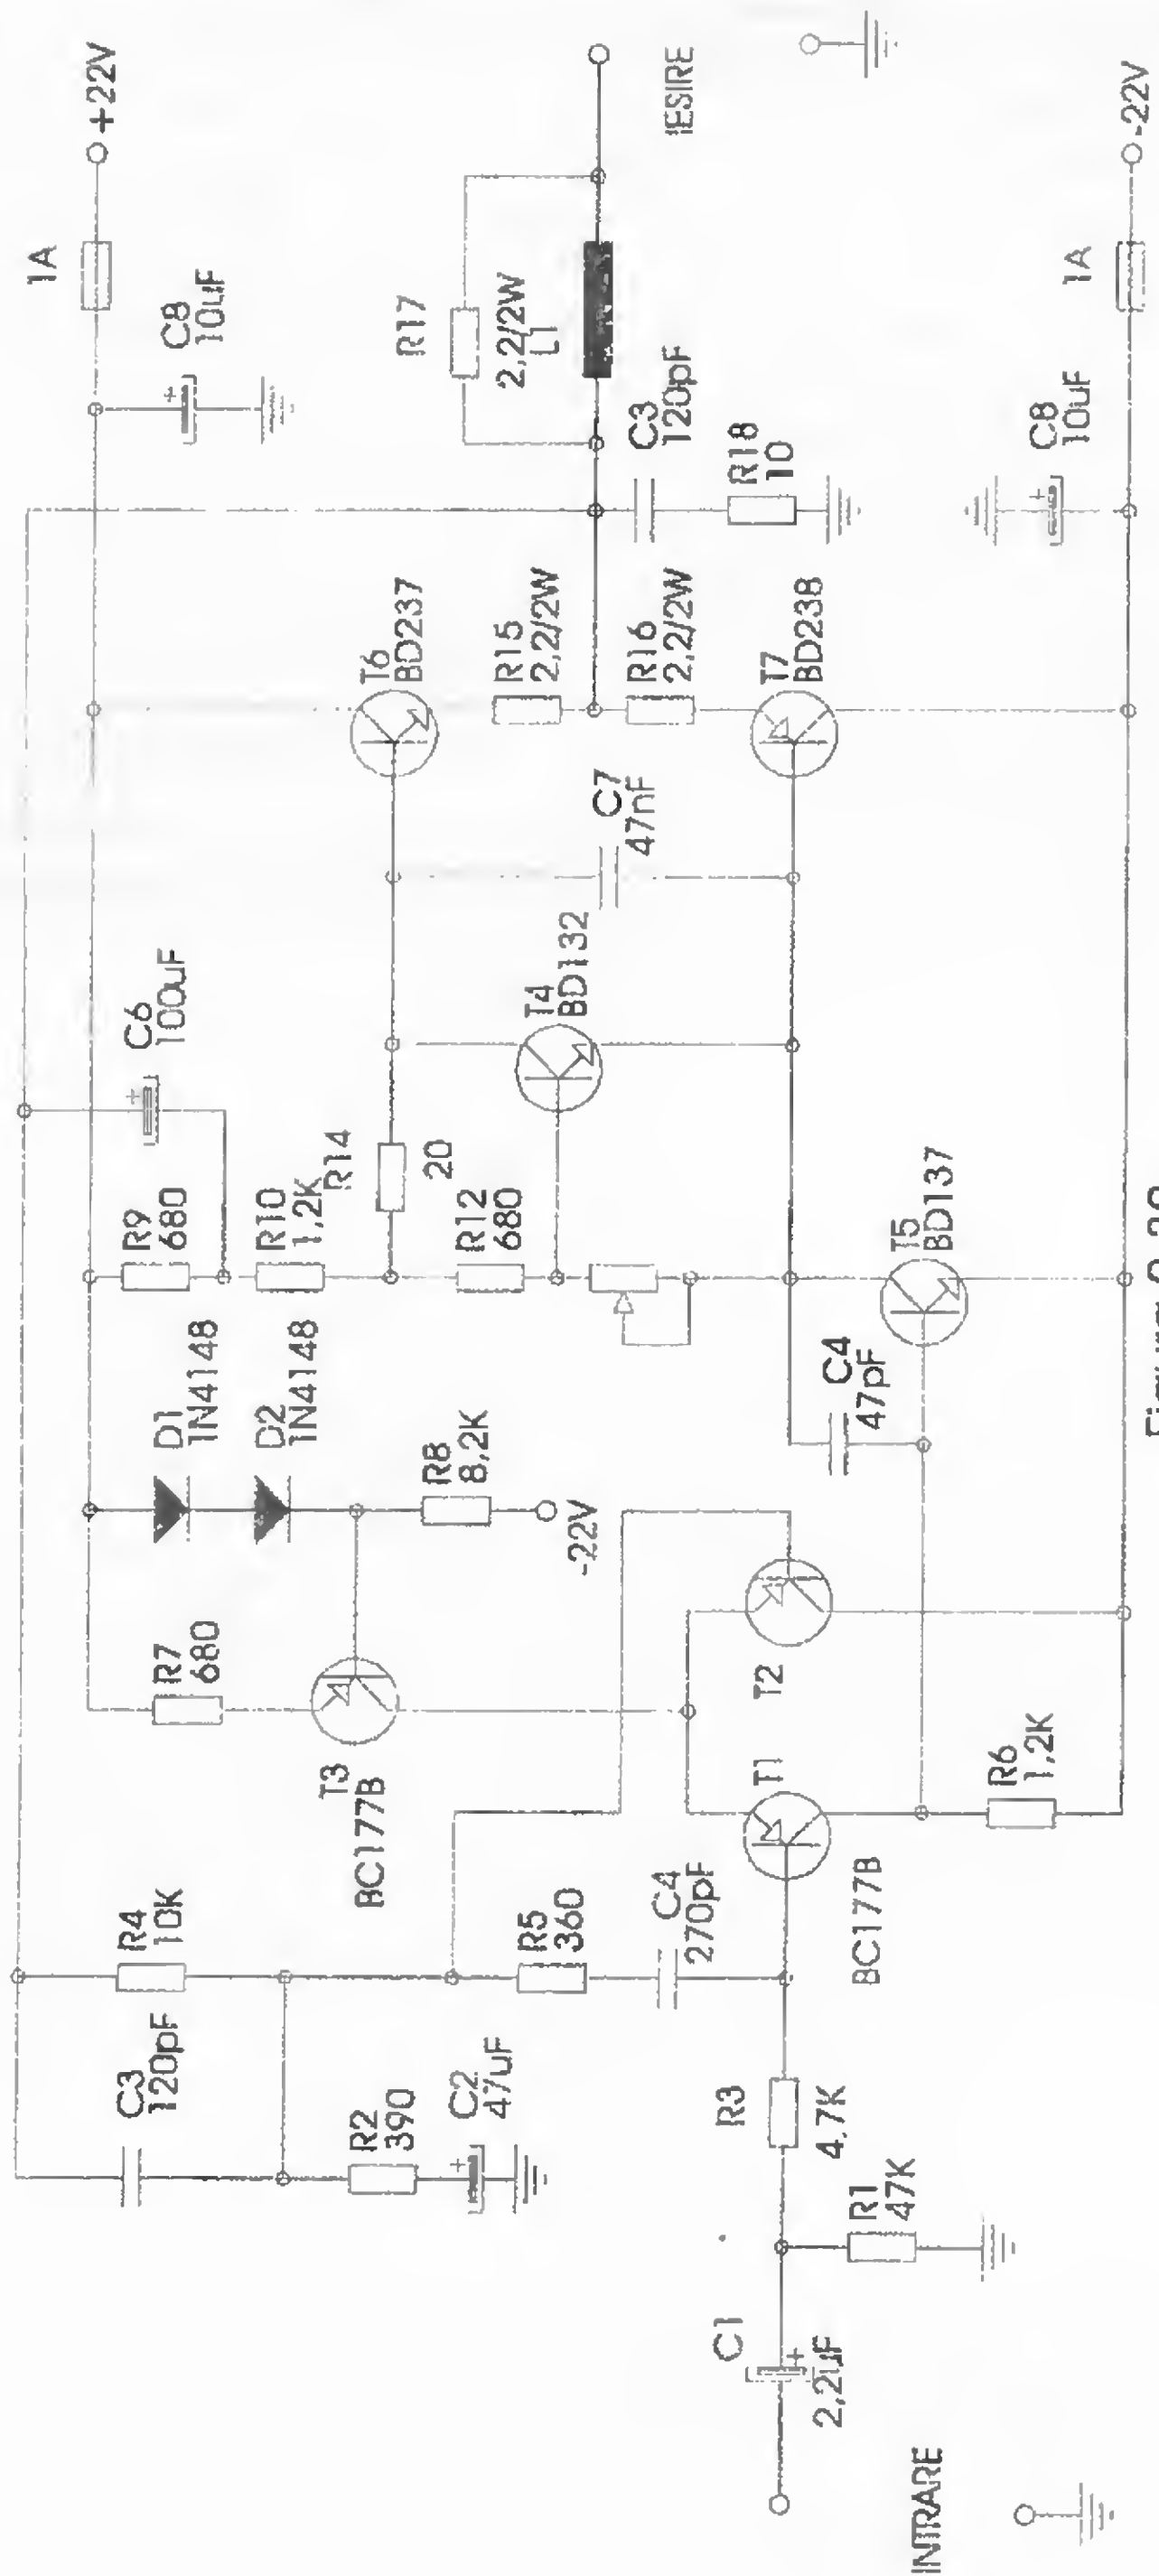 +22V
1A
C8
10uF
R17
2,2/2W
L1
IESIRE
C3
120pF
R18
10
1A
-22V
C8
10uF
T6
BD237
R15
2,2/2W
R16
2,2/2W
T7
BD238
C7
47nF
C6
100uF
T4
BD132
R9
680
R10
1,2K
R14
20
R12
680
T5
BD137
C4
47pF
D1
1N4148
D2
1N4148
R8
8,2K
-22V
R7
680
T3
BC177B
T2
T1
BC177B
R6
1,2K
R4
10K
C3
120pF
R5
360
C4
270pF
R2
390
C2
47uF
R3
4,7K
R1
47K
C1
2,2uF
INTRARE